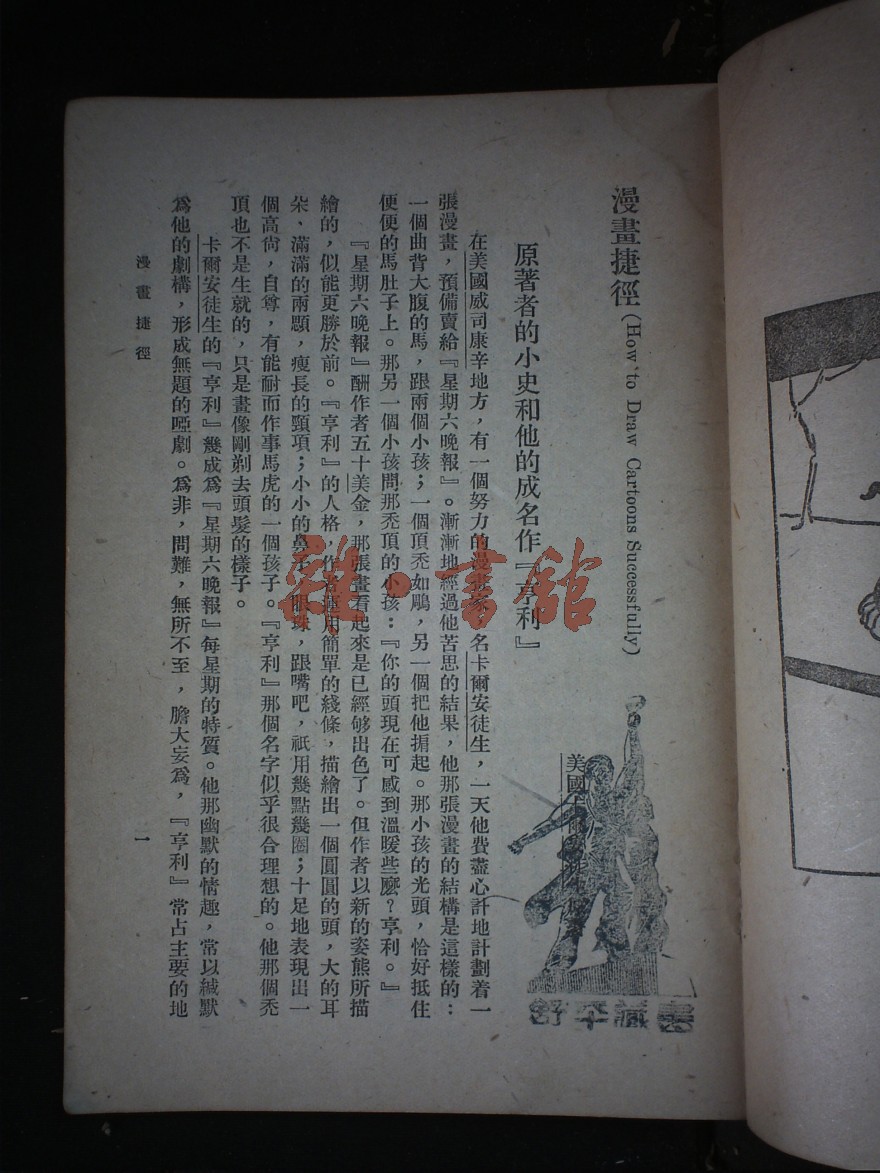 漫畫捷徑(How to Draw Cartoons Successfully)
美國
原著者的小史和他的成名作『亨利』
在美國威司康辛地方，有一個努力的漫畫家，名卡爾安徒生，一天他費盡心計地計劃着一
張漫畫，預備賣給『星期六晚報』。漸漸地經過他苦思的結果，他那張漫畫的結構是這樣的：
一個曲背大腹的馬，跟兩個小孩；一個頂禿如鵰，另一個把他掮起。那小孩的光頭，恰好抵住
便便的馬肚子上。那另一個小孩問那禿頂的小孩：『你的頭現在可感到溫暖些麽？亨利。』
『星期六晚報』酬作者五十美金，那張畫看起來是已經够出色了。但作者以新的姿態所描
繪的，似能更勝於前。『亨利』的人格，作者運用簡單的綫條，描繪出一個圓圓的頭，大的耳
朵、滿滿的兩顋，瘦長的頸項；小小的鼻子，眼珠，跟嘴吧，祇用幾點幾圈；十足地表現出一
個高尙，自尊，有能耐而作事馬虎的一個孩子。『亨利』那個名字似乎很合理想的。他那個禿
頂也不是生就的，只是畫像剛剃去頭髮的樣子。
卡爾安徒生的『亨利』幾成爲『星期六晚報』每星期的特質。他那幽默的情趣，常以緘默
爲他的劇構，形成無題的啞劇。爲非，問難，無所不至，膽大妄爲，『亨利』常占主要的地
漫畫捷徑
一
舒平藏書
雜·書館